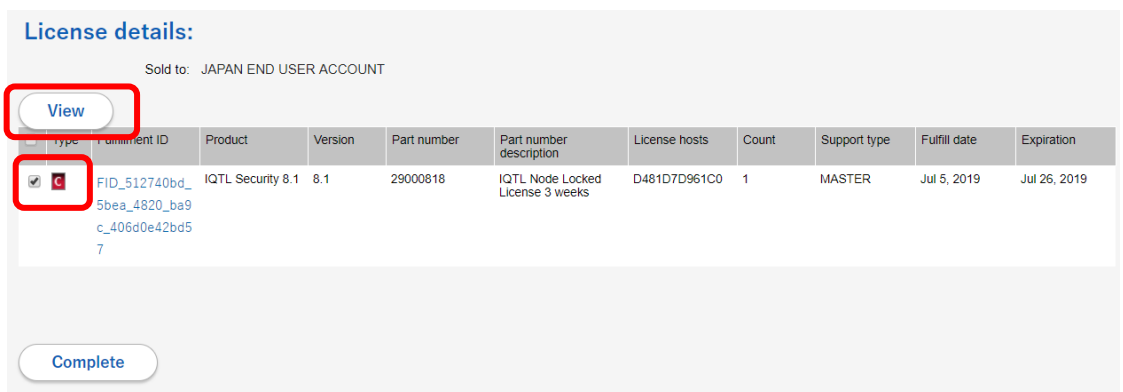 License details:
Sold to: JAPAN END USER ACCOUNT
View
Type Fulfillment ID Product Version Part number Part number License hosts Count Support type Fulfill date Expiration
description
C FID_512740bd_ IQTL Security 8.1 8.1 29000818 IQTL Node Locked D481D7D961C0 1 MASTER Jul 5, 2019 Jul 26, 2019
5bea_4820_ba9 License 3 weeks
c_406d0e42bd5
7
Complete